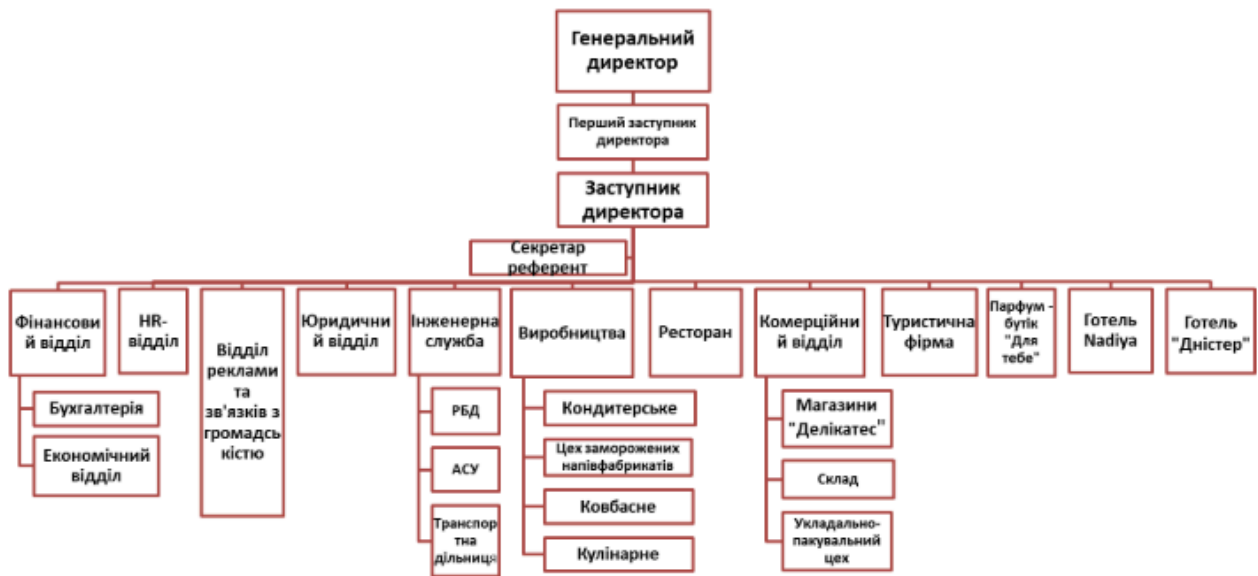 Генеральний
директор
Перший заступник
директора
Заступник
директора
Секретар
референт
Фінансови
й відділ
HR-
відділ
Відділ
реклами
та
зв'язків з
громадсь
кістю
Юридични
й відділ
Інженерна
служба
Виробництва
Ресторан
Комерційни
й відділ
Туристична
фірма
Парфум -
бутік
"Для
тебе"
Готель
Nadiya
Готель
"Дністер"
Бухгалтерія
Економічний
відділ
РБД
АСУ
Транспор
тна
дільниця
Кондитерське
Цех заморожених
напівфабрикатів
Ковбасне
Кулінарне
Магазини
"Делікатес"
Склад
Укладально-
пакувальний
цех